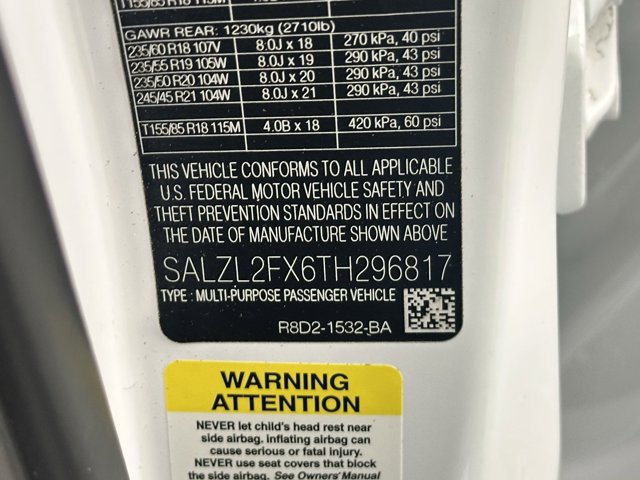 T155/85 R18 115M
GAWR REAR: 1230kg (2710lb)
235/60 R18 107V 8.0J x 18 270 kPa, 40 psi
235/55 R19 105W 8.0J x 19 290 kPa, 43 psi
235/50 R20 104W 8.0J x 20 290 kPa, 43 psi
245/45 R21 104W 8.0J x 21 290 kPa, 43 psi
T155/85 R18 115M 4.0B x 18 420 kPa, 60 psi
THIS VEHICLE CONFORMS TO ALL APPLICABLE
U.S. FEDERAL MOTOR VEHICLE SAFETY AND
THEFT PREVENTION STANDARDS IN EFFECT ON
THE DATE OF MANUFACTURE SHOWN ABOVE
SALZL2FX6TH296817
TYPE : MULTI-PURPOSE PASSENGER VEHICLE
R8D2-1532-BA
WARNING
ATTENTION
NEVER let child's head rest near
side airbag. Inflating airbag can
cause serious or fatal injury.
NEVER use seat covers that block
the side airbag. See Owners' Manual